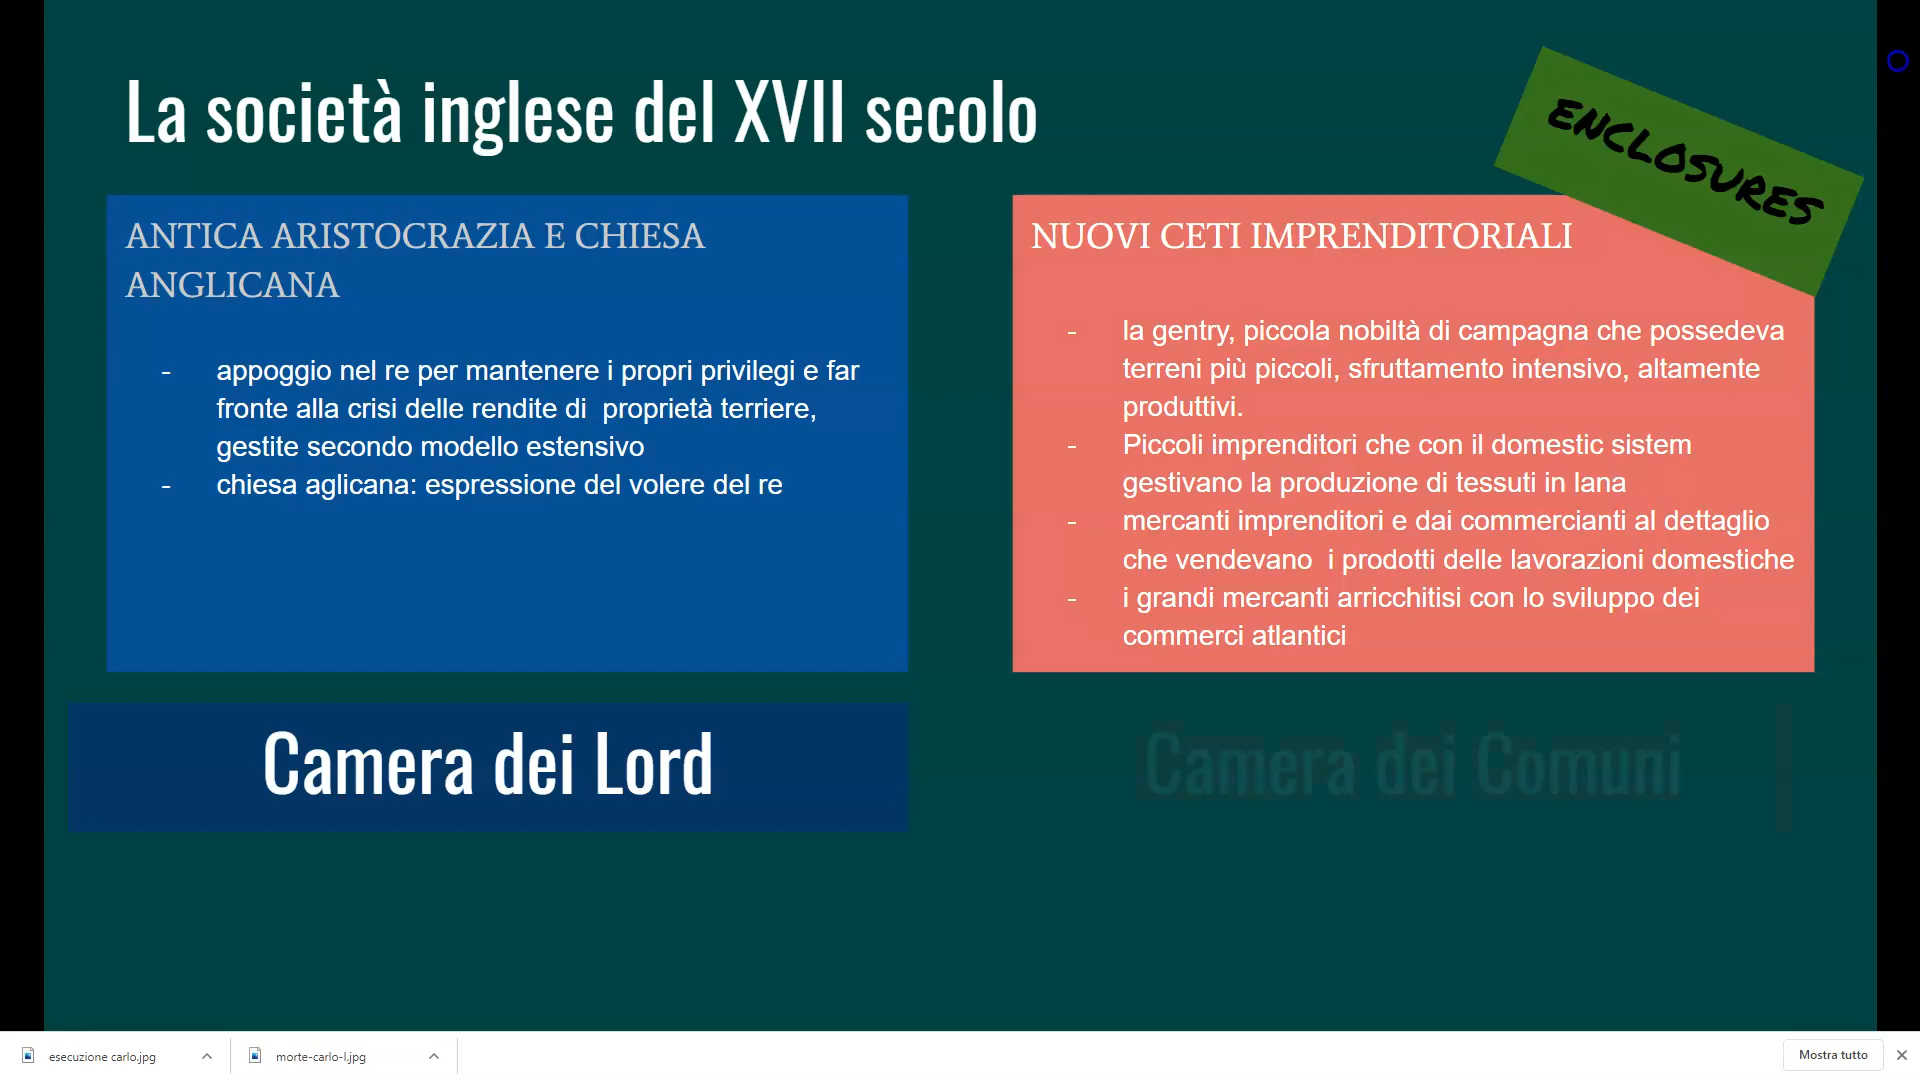 La società inglese del XVII secolo
ENCLOSURES
ANTICA ARISTOCRAZIA E CHIESA
ANGLICANA
- appoggio nel re per mantenere i propri privilegi e far
fronte alla crisi delle rendite di  proprietà terriere,
gestite secondo modello estensivo
- chiesa aglicana: espressione del volere del re
NUOVI CETI IMPRENDITORIALI
- la gentry, piccola nobiltà di campagna che possedeva
terreni più piccoli, sfruttamento intensivo, altamente
produttivi.
- Piccoli imprenditori che con il domestic sistem
gestivano la produzione di tessuti in lana
- mercanti imprenditori e dai commercianti al dettaglio
che vendevano  i prodotti delle lavorazioni domestiche
- i grandi mercanti arricchitisi con lo sviluppo dei
commerci atlantici
Camera dei Lord
Camera dei Comuni
esecuzione carlo.jpg
morte-carlo-I.jpg
Mostra tutto